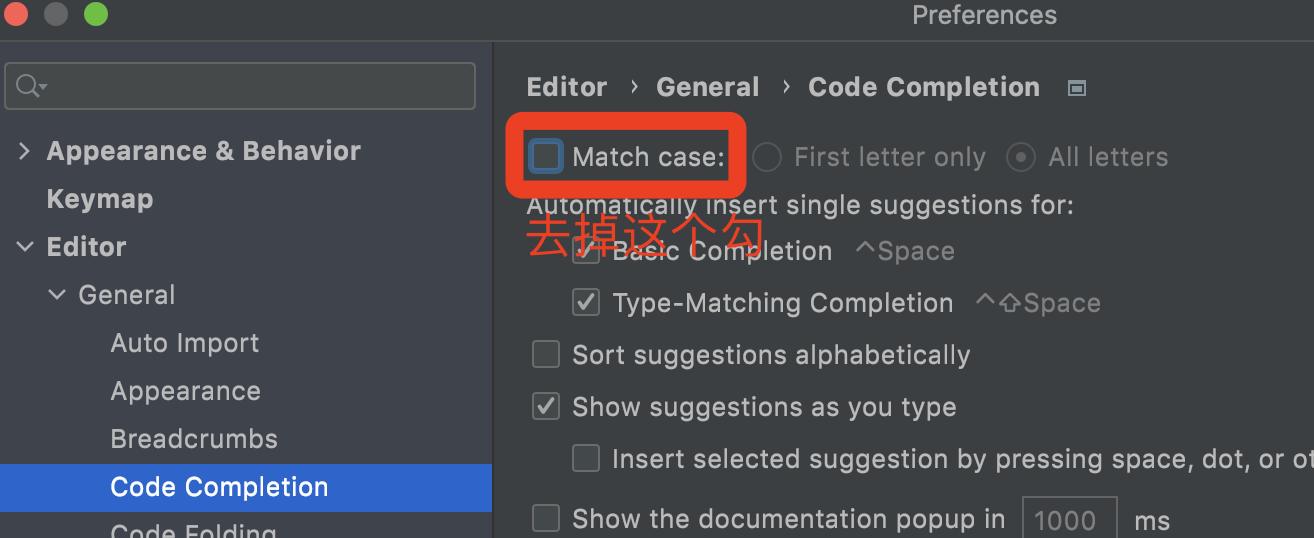 Preferences
Appearance & Behavior
Keymap
Editor
General
Auto Import
Appearance
Breadcrumbs
Code Completion
Code Folding
Editor › General › Code Completion
Match case: First letter only All letters
Automatically insert single suggestions for:
去掉这个勾
Basic Completion ^Space
Type-Matching Completion ^⇧Space
Sort suggestions alphabetically
Show suggestions as you type
Insert selected suggestion by pressing space, dot, or ot
Show the documentation popup in 1000 ms